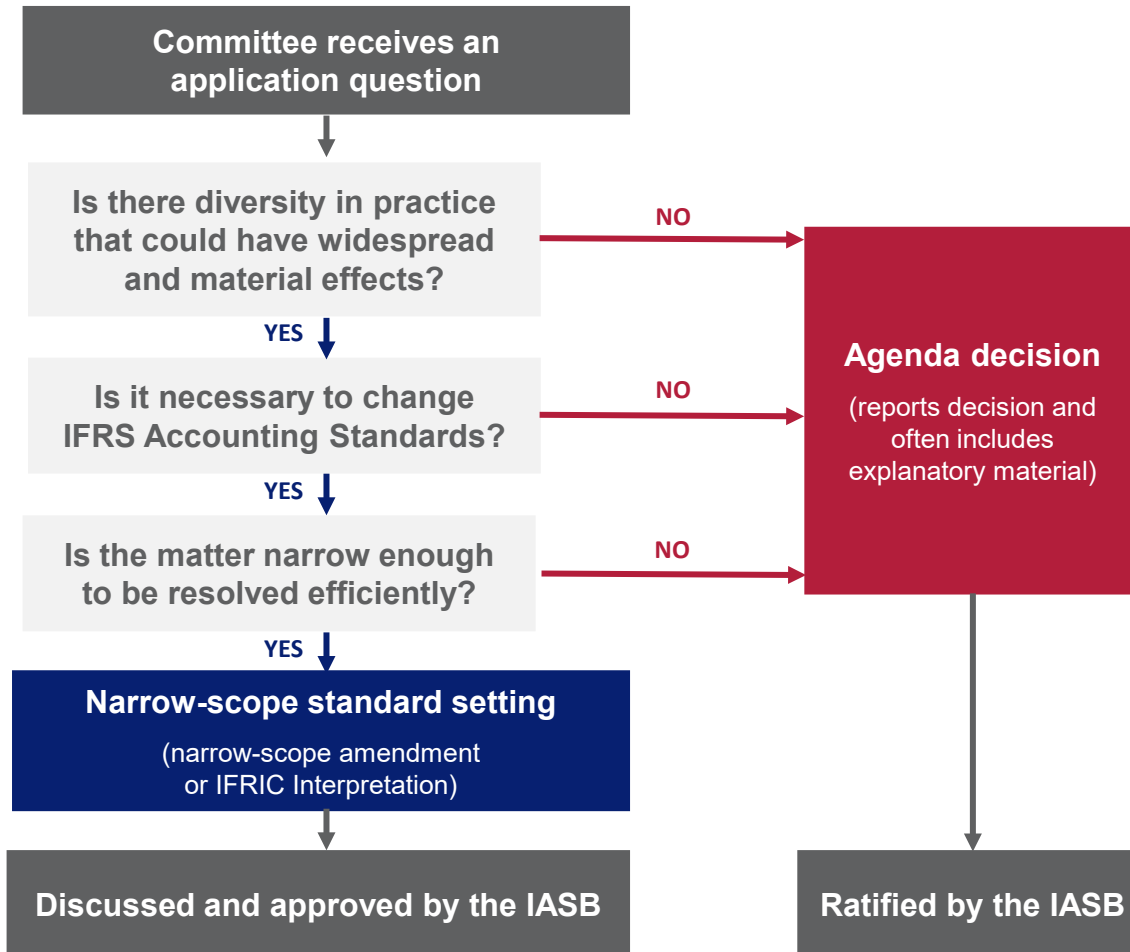 Committee receives an
application question
Is there diversity in practice
that could have widespread
and material effects?
NO
YES
Is it necessary to change
IFRS Accounting Standards?
NO
YES
Is the matter narrow enough
to be resolved efficiently?
NO
YES
Agenda decision
(reports decision and
often includes
explanatory material)
Narrow-scope standard setting
(narrow-scope amendment
or IFRIC Interpretation)
Discussed and approved by the IASB
Ratified by the IASB